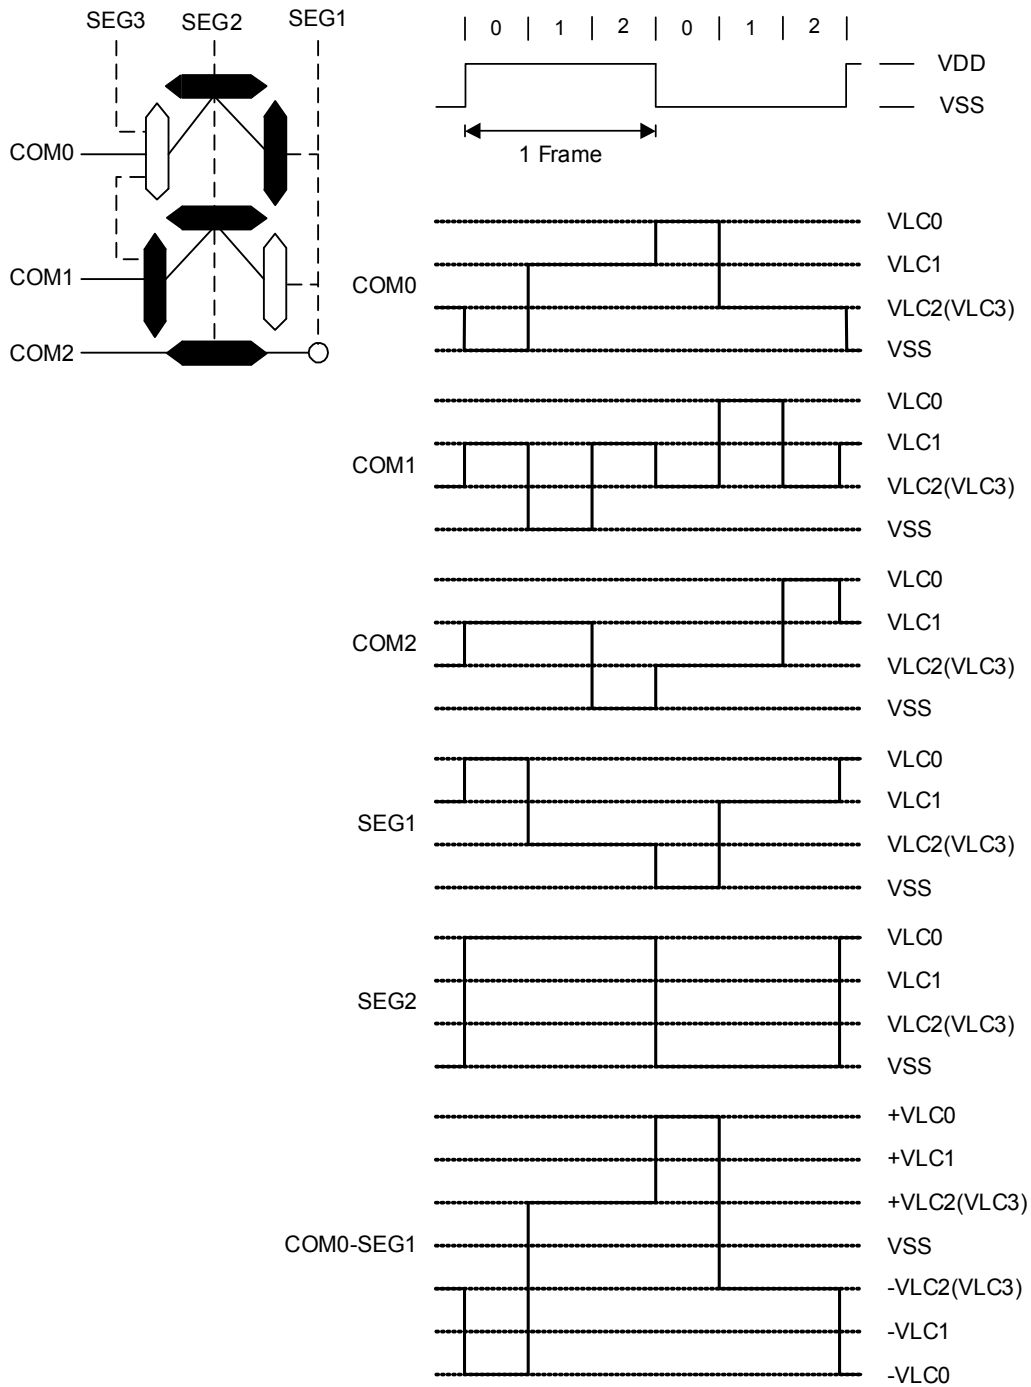 SEG3 SEG2 SEG1
COM0
COM1
COM2
0 1 2 0 1 2
VDD
VSS
1 Frame
COM0
VLC0
VLC1
VLC2(VLC3)
VSS
COM1
VLC0
VLC1
VLC2(VLC3)
VSS
COM2
VLC0
VLC1
VLC2(VLC3)
VSS
SEG1
VLC0
VLC1
VLC2(VLC3)
VSS
SEG2
VLC0
VLC1
VLC2(VLC3)
VSS
COM0-SEG1
+VLC0
+VLC1
+VLC2(VLC3)
VSS
-VLC2(VLC3)
-VLC1
-VLC0